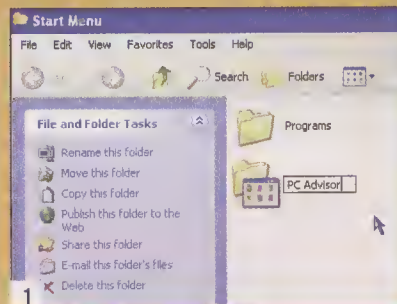 Start Menu
File Edit View Favorites Tools Help
Search Folders
File and Folder Tasks
Rename this folder
Move this folder
Copy this folder
Publish this folder to the
Web
Share this folder
E-mail this folder's files
Delete this folder
Programs
PC Advisor
1